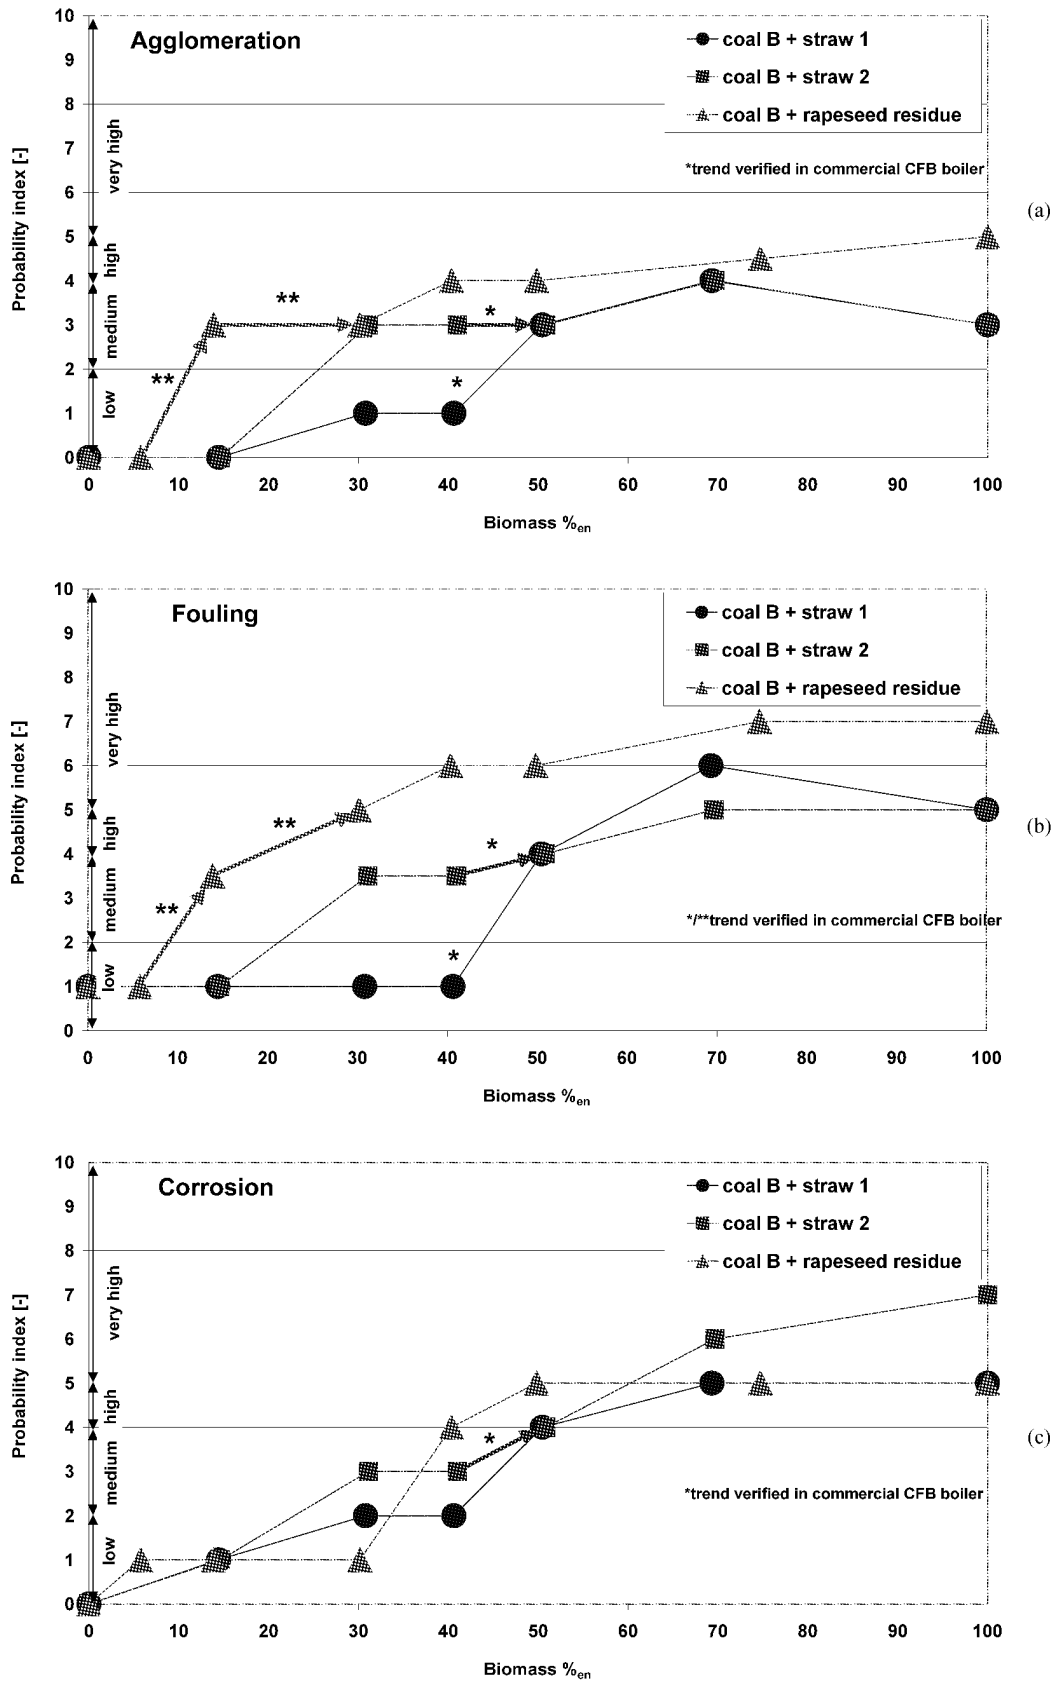 Agglomeration
coal B + straw 1
coal B + straw 2
coal B + rapeseed residue
*trend verified in commercial CFB boiler
Probability index [-]
10
9
8
7
6
5
4
3
2
1
0
very high
high
medium
low
**
**
*
*
0 10 20 30 40 50 60 70 80 90 100
Biomass %en
(a)
Fouling
coal B + straw 1
coal B + straw 2
coal B + rapeseed residue
*/**trend verified in commercial CFB boiler
Probability index [-]
10
9
8
7
6
5
4
3
2
1
0
very high
high
medium
low
**
**
*
*
0 10 20 30 40 50 60 70 80 90 100
Biomass %en
(b)
Corrosion
coal B + straw 1
coal B + straw 2
coal B + rapeseed residue
*trend verified in commercial CFB boiler
Probability index [-]
10
9
8
7
6
5
4
3
2
1
0
very high
high
medium
low
*
0 10 20 30 40 50 60 70 80 90 100
Biomass %en
(c)